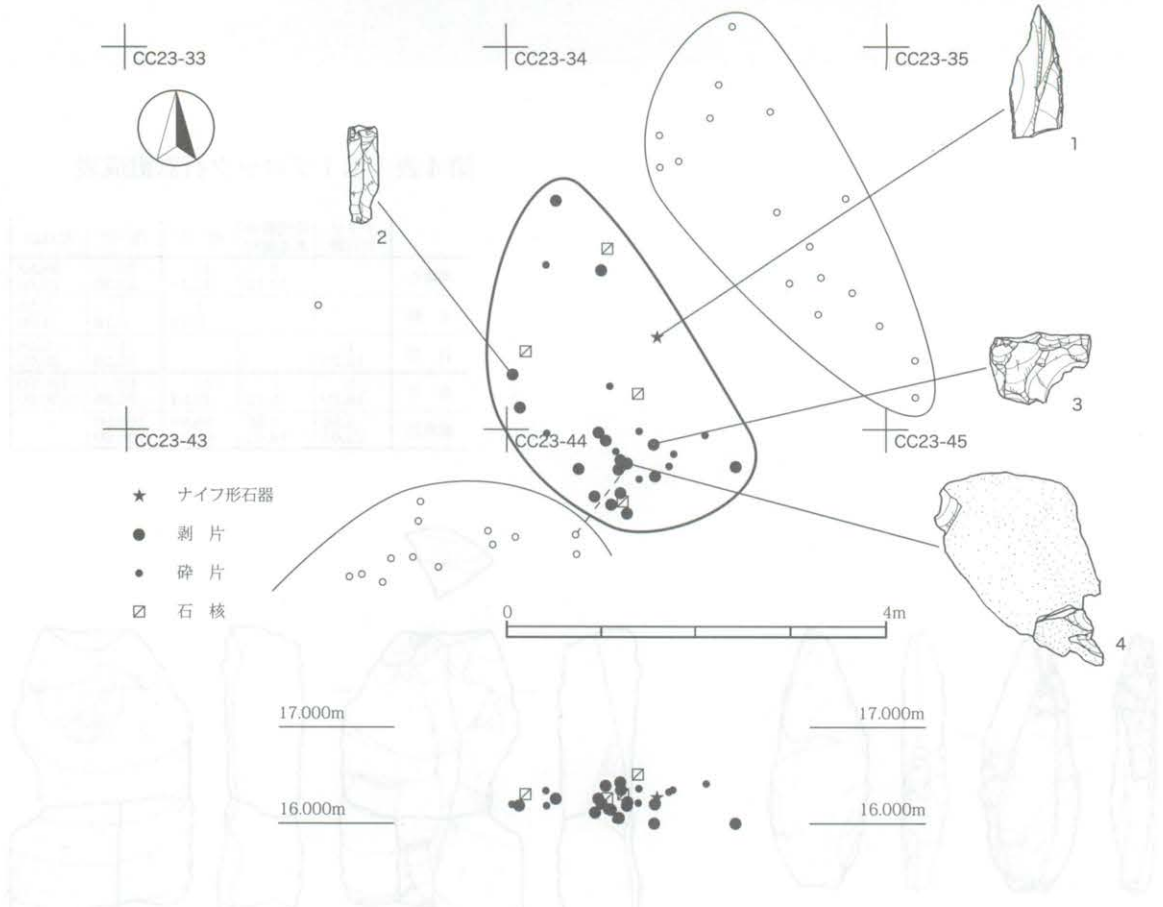 CC23-33
CC23-34
CC23-35
1
2
3
CC23-43
CC23-44
CC23-45
★ ナイフ形石器
● 剥 片
• 砕 片
石 核
0 4m
4
17.000m 17.000m
16.000m 16.000m